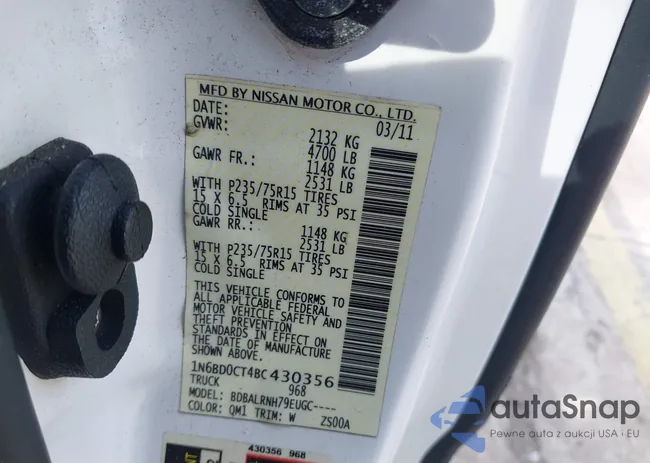 MFD BY NISSAN MOTOR CO., LTD.
DATE: 03/11
GVWR: 2132 KG
4700 LB
GAWR FR.: 1148 KG
2531 LB
WITH P235/75R15 TIRES
15 X 6.5 RIMS AT 35 PSI
COLD SINGLE
GAWR RR.: 1148 KG
2531 LB
WITH P235/75R15 TIRES
15 X 6.5 RIMS AT 35 PSI
COLD SINGLE
THIS VEHICLE CONFORMS TO
ALL APPLICABLE FEDERAL
MOTOR VEHICLE SAFETY AND
THEFT PREVENTION
STANDARDS IN EFFECT ON
THE DATE OF MANUFACTURE
SHOWN ABOVE.
1N6BD0CT4BC430356
TRUCK 968
MODEL: BDBALRNH79EUGC----
COLOR: QM1 TRIM: W ZS00A
430356 968
autoSnap
Pewne auta z aukcji USA i EU